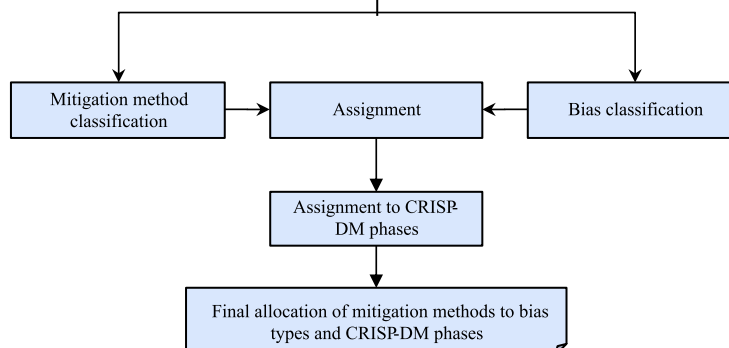 Mitigation method
classification
Assignment
Bias classification
Assignment to CRISP-
DM phases
Final allocation of mitigation methods to bias
types and CRISP-DM phases